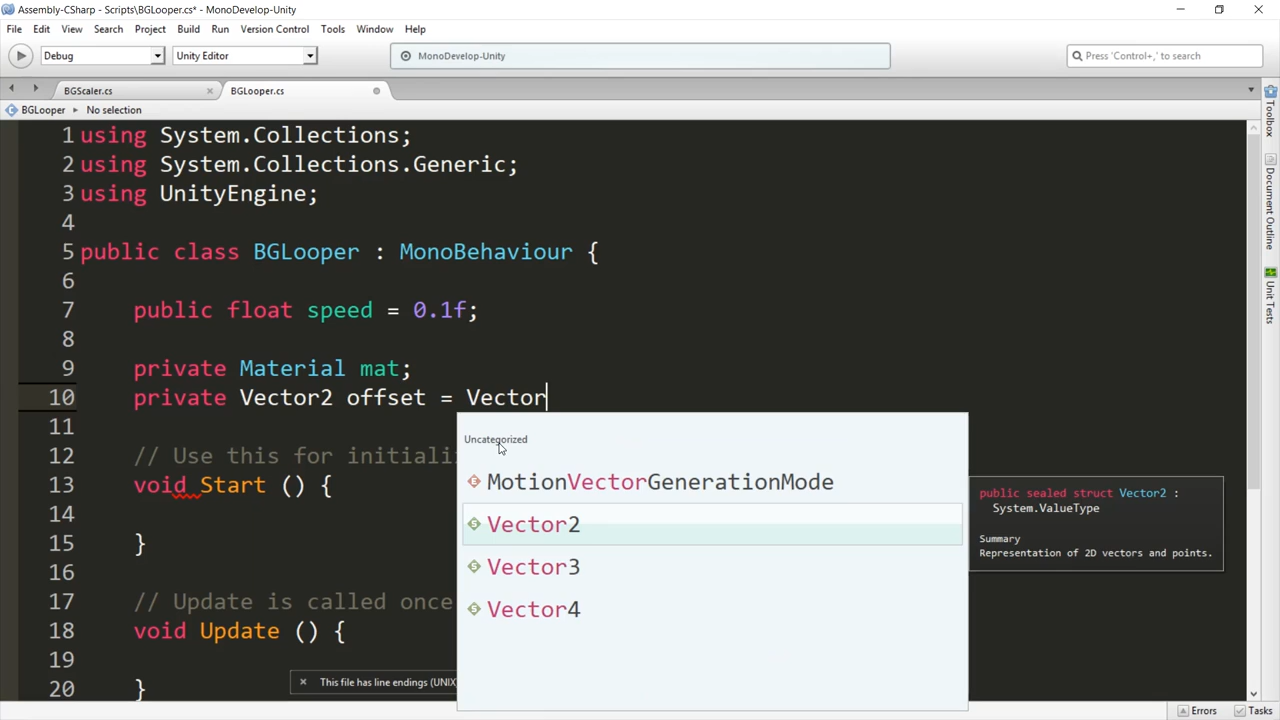 Assembly-CSharp - Scripts\BGLooper.cs* - MonoDevelop-Unity
File Edit View Search Project Build Run Version Control Tools Window Help
Debug Unity Editor MonoDevelop-Unity Press 'Control+,' to search
BGScaler.cs BGLooper.cs
BGLooper No selection
1 using System.Collections;
2 using System.Collections.Generic;
3 using UnityEngine;
4
5 public class BGLooper : MonoBehaviour {
6
7 public float speed = 0.1f;
8
9 private Material mat;
10 private Vector2 offset = Vector
11
12 // Use this for initiali
13 void Start () {
14
15 }
16
17 // Update is called once
18 void Update () {
19
20 }
Uncategorized
MotionVectorGenerationMode
Vector2
Vector3
Vector4
public sealed struct Vector2 :
System.ValueType
Summary
Representation of 2D vectors and points.
This file has line endings (UNIX)
Toolbox
Document Outline
Unit Tests
Errors Tasks